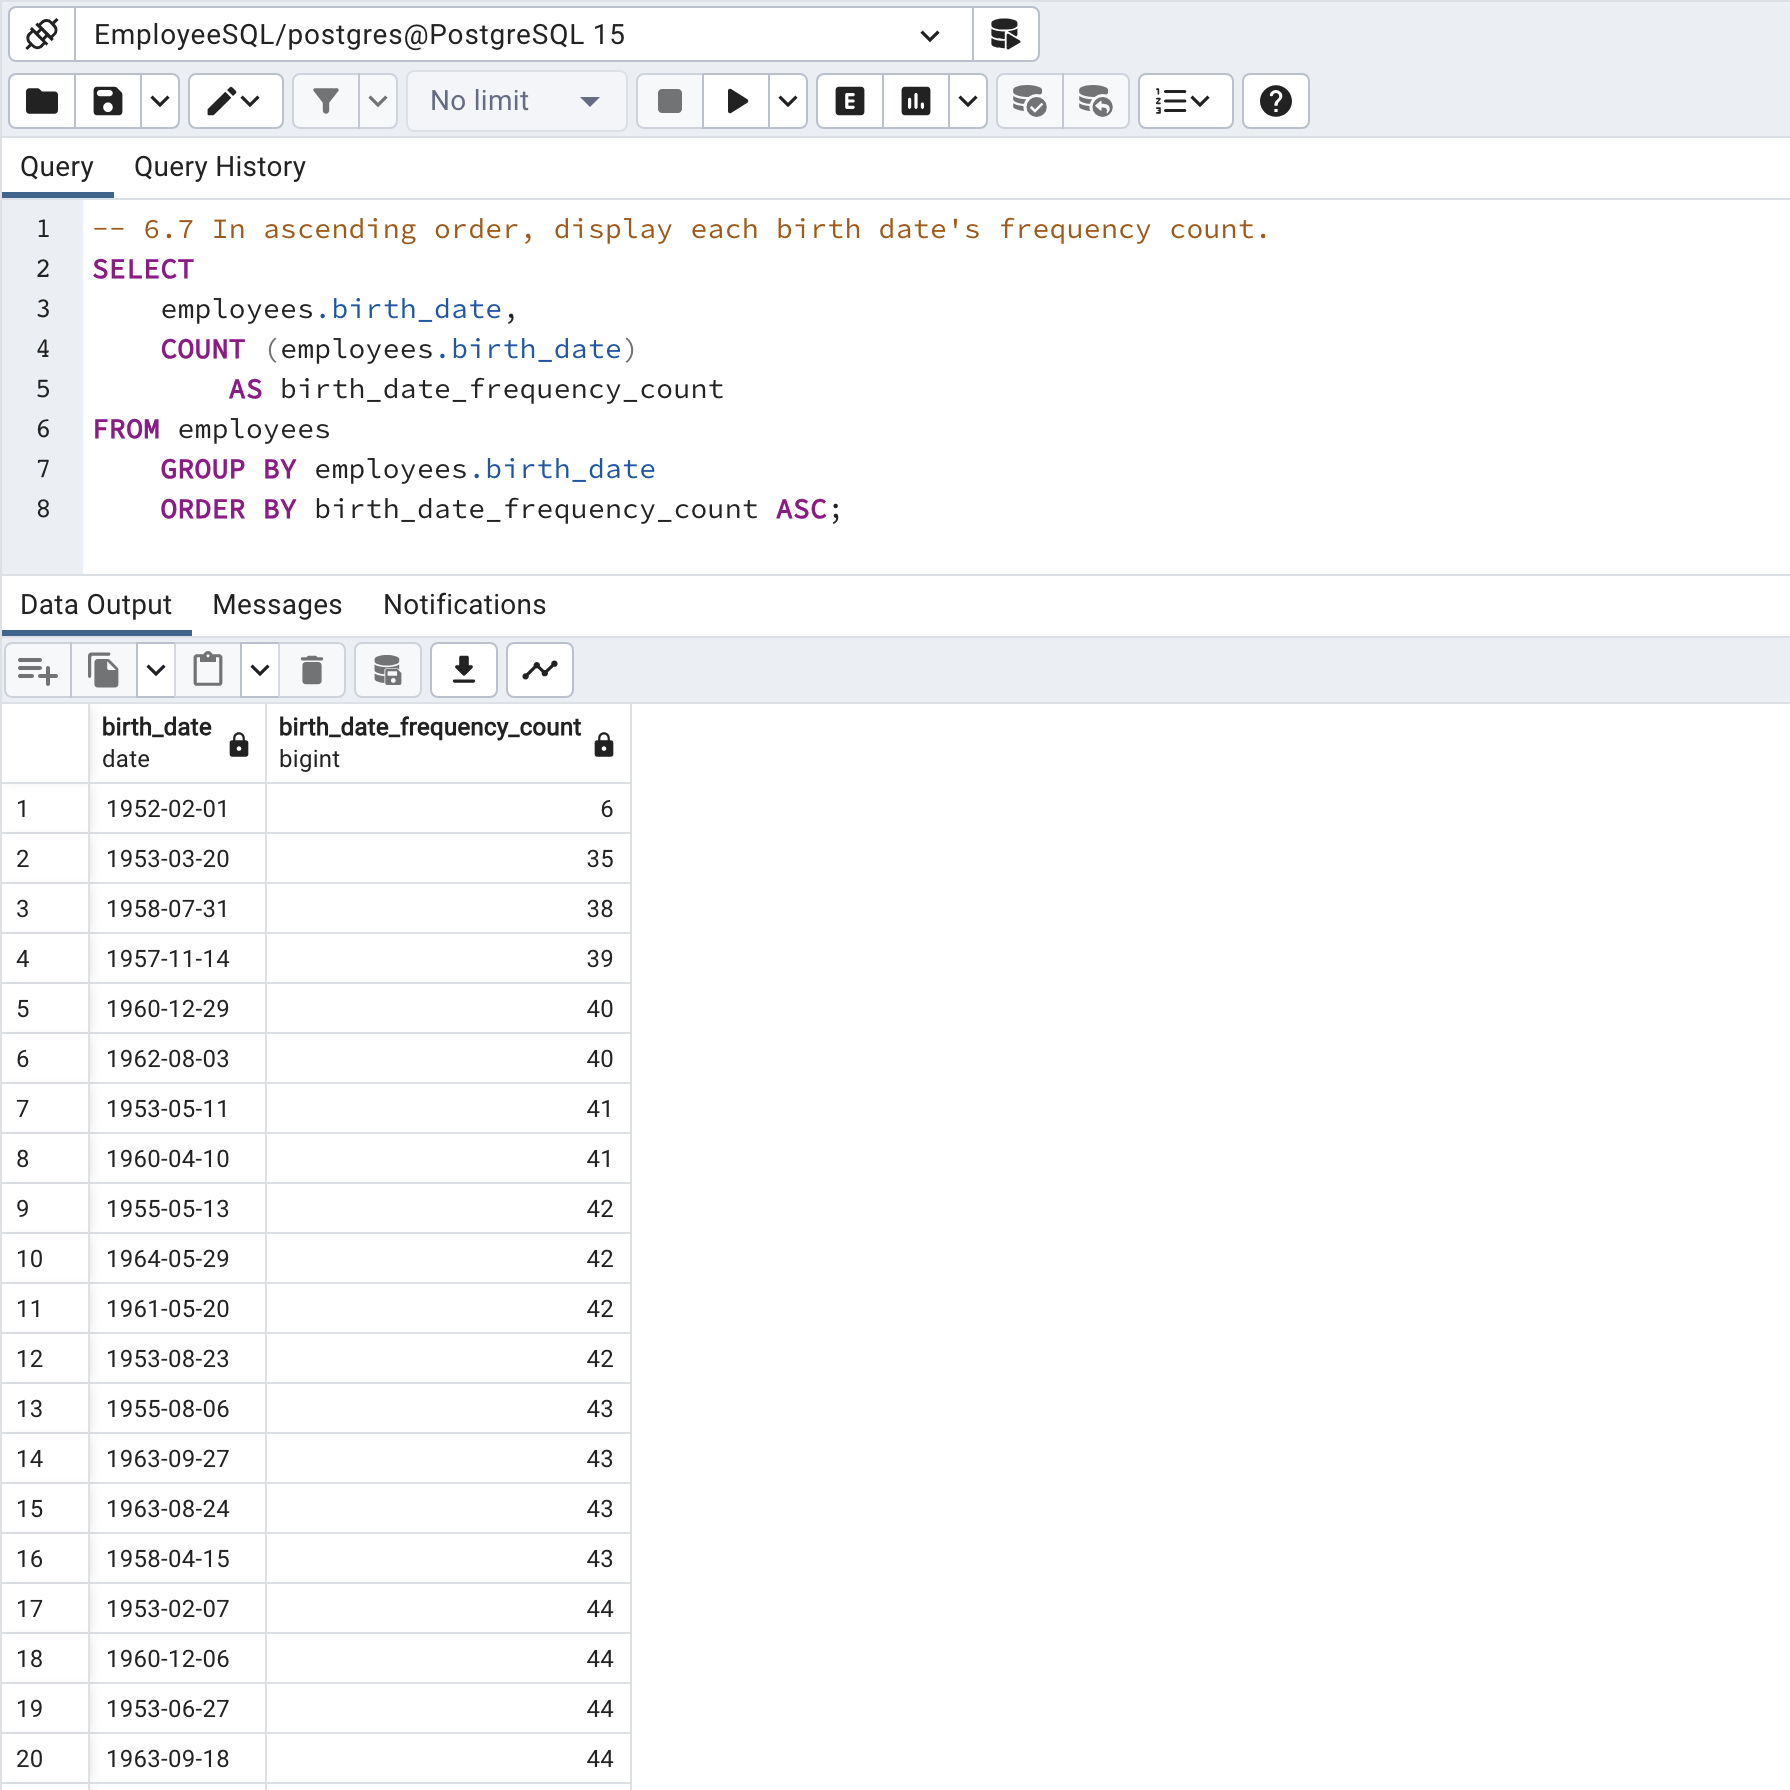 EmployeeSQL/postgres@PostgreSQL 15
No limit
E
Query Query History
1 -- 6.7 In ascending order, display each birth date's frequency count.
2 SELECT
3 employees.birth_date,
4 COUNT (employees.birth_date)
5 AS birth_date_frequency_count
6 FROM employees
7 GROUP BY employees.birth_date
8 ORDER BY birth_date_frequency_count ASC;
Data Output Messages Notifications
birth_date birth_date_frequency_count
date bigint
1 1952-02-01 6
2 1953-03-20 35
3 1958-07-31 38
4 1957-11-14 39
5 1960-12-29 40
6 1962-08-03 40
7 1953-05-11 41
8 1960-04-10 41
9 1955-05-13 42
10 1964-05-29 42
11 1961-05-20 42
12 1953-08-23 42
13 1955-08-06 43
14 1963-09-27 43
15 1963-08-24 43
16 1958-04-15 43
17 1953-02-07 44
18 1960-12-06 44
19 1953-06-27 44
20 1963-09-18 44